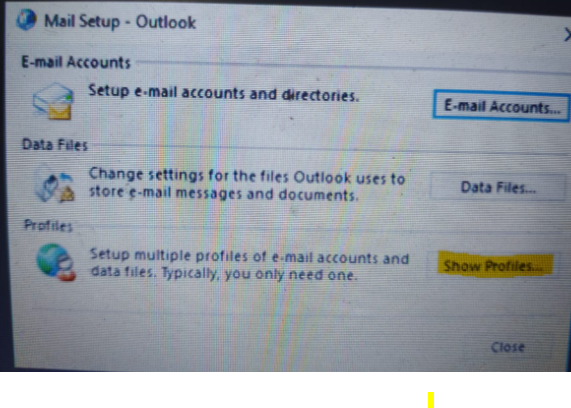 Mail Setup - Outlook
E-mail Accounts
Setup e-mail accounts and directories.
E-mail Accounts...
Data Files
Change settings for the files Outlook uses to
store e-mail messages and documents.
Data Files...
Profiles
Setup multiple profiles of e-mail accounts and
data files. Typically, you only need one.
Show Profiles...
Close